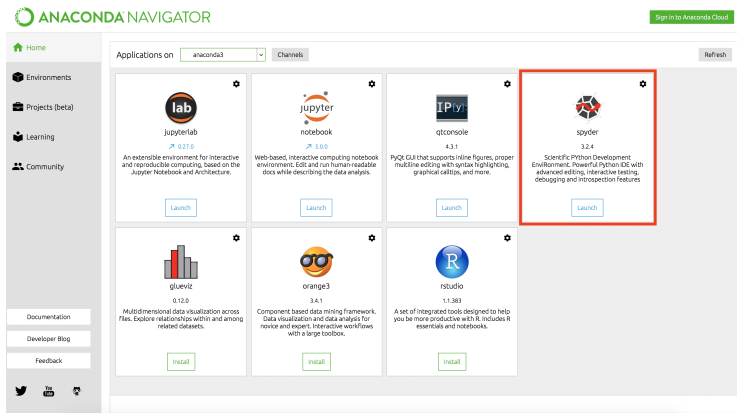 ANACONDA NAVIGATOR
Sign in to Anaconda Cloud
Home
Environments
Projects (beta)
Learning
Community
Documentation
Developer Blog
Feedback
You
Tube
Applications on anaconda3 Channels
Refresh
lab
jupyterlab
0.27.0
An extensible environment for interactive
and reproducible computing, based on the
Jupyter Notebook and Architecture.
Launch
jupyter
notebook
5.0.0
Web-based, interactive computing notebook
environment. Edit and run human-readable
docs while describing the data analysis.
Launch
IP[y]:
qtconsole
4.3.1
PyQt GUI that supports inline figures, proper
multiline editing with syntax highlighting,
graphical calltips, and more.
Launch
spyder
3.2.4
Scientific PYthon Development
EnviRonment. Powerful Python IDE with
advanced editing, interactive testing,
debugging and introspection features
Launch
glueviz
0.12.0
Multidimensional data visualization across
files. Explore relationships within and among
related datasets.
Install
orange3
3.4.1
Component based data mining framework.
Data visualization and data analysis for
novice and expert. Interactive workflows
with a large toolbox.
Install
R
rstudio
1.1.383
A set of integrated tools designed to help
you be more productive with R. Includes R
essentials and notebooks.
Install